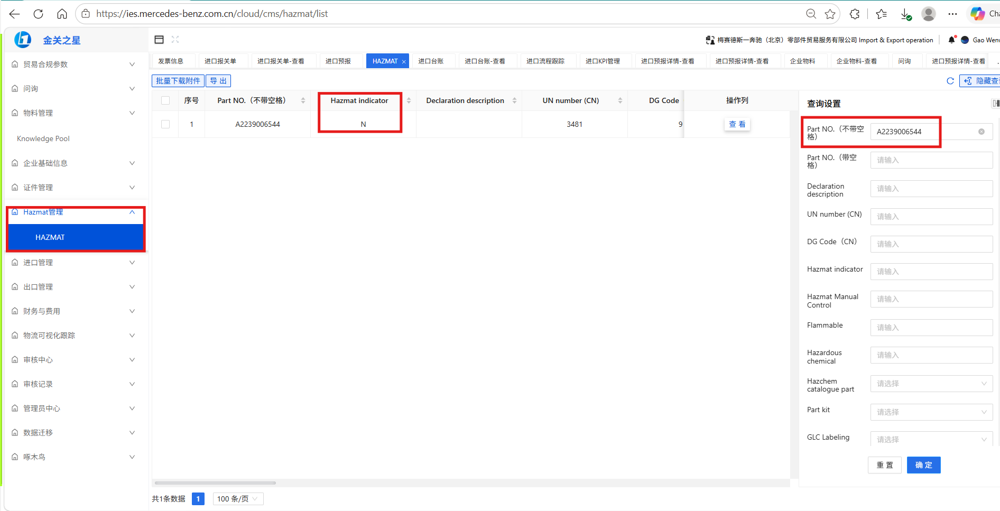 https://ies.mercedes-benz.com.cn/cloud/cms/hazmat/list
Cha
金关之星
梅赛德斯一奔驰（北京）零部件贸易服务有限公司 Import & Export operation
Gao Wenw
发票信息
进口报关单
进口报关单-查看
进口预报
HAZMAT
进口台账
进口台账-查看
进口流程跟踪
进口KPI管理
进口预报详情-查看
进口预报详情-查看
企业物料
企业物料-查看
问询
进口预报详情-查看
贸易合规参数
问询
物料管理
Knowledge Pool
企业基础信息
证件管理
Hazmat管理
HAZMAT
进口管理
出口管理
财务与费用
物流可视化跟踪
审核中心
审核记录
管理员中心
数据迁移
啄木鸟
批量下载附件
导 出
隐藏查
序号
Part NO.（不带空格）
Hazmat indicator
Declaration description
UN number (CN)
DG Code
操作列
1
A2239006544
N
3481
9
查 看
共1条数据
1
100 条/页
查询设置
Part NO.（不带空
格）
A2239006544
Part NO.（带空
格）
请输入
Declaration
description
请输入
UN number (CN)
请输入
DG Code（CN）
请输入
Hazmat indicator
请输入
Hazmat Manual
Control
请输入
Flammable
请输入
Hazardous
chemical
请输入
Hazchem
catalogue part
请选择
Part kit
请选择
GLC Labeling
请选择
重 置
确 定